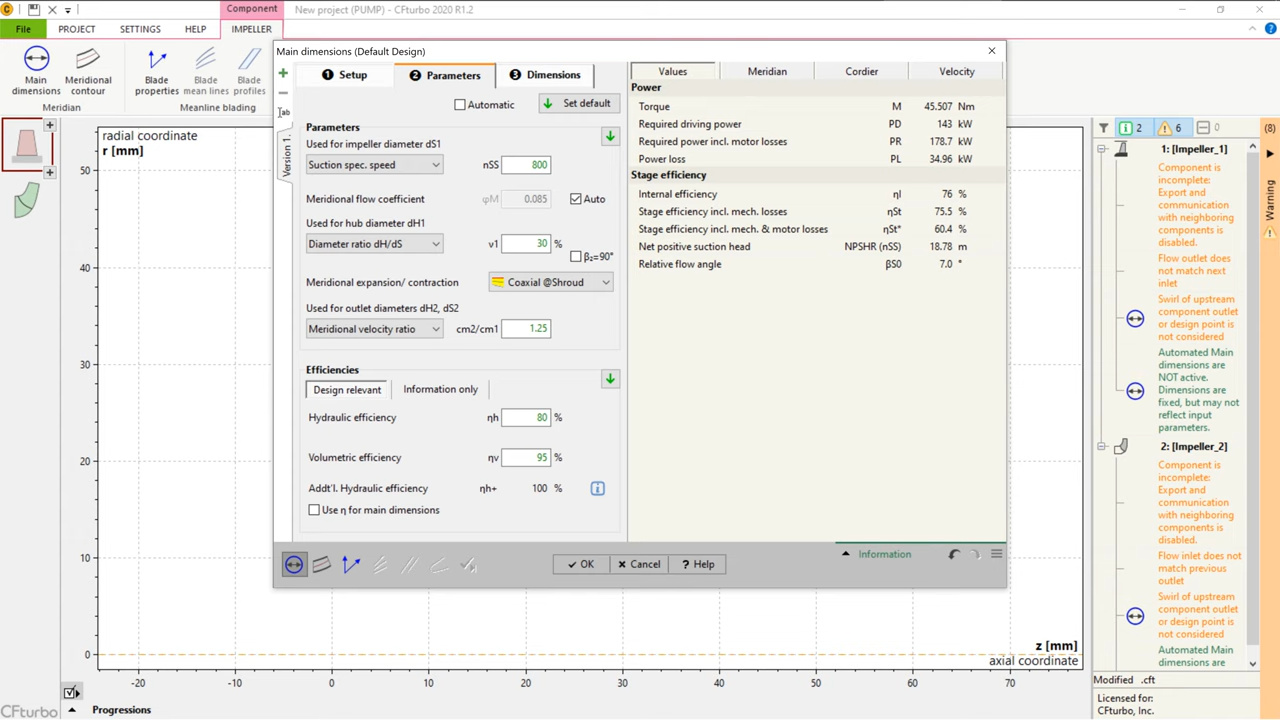 Component
New project (PUMP) - CFturbo 2020 R1.2
File
PROJECT
SETTINGS
HELP
IMPELLER
Main
dimensions
Meridional
contour
Blade
properties
Blade
mean lines
Blade
profiles
Meridian
Meanline blading
radial coordinate
r [mm]
50
40
30
20
10
0
-20
-10
0
10
20
30
40
50
60
70
z [mm]
axial coordinate
Progressions
CFturbo
Main dimensions (Default Design)
1 Setup
2 Parameters
3 Dimensions
Version 1.
Automatic
Set default
Parameters
Used for impeller diameter dS1
Suction spec. speed
nSS
800
Meridional flow coefficient
φM
0.085
Auto
Used for hub diameter dH1
Diameter ratio dH/dS
ν1
30
%
β₂=90°
Meridional expansion/ contraction
Coaxial @Shroud
Used for outlet diameters dH2, dS2
Meridional velocity ratio
cm2/cm1
1.25
Efficiencies
Design relevant
Information only
Hydraulic efficiency
ηh
80
%
Volumetric efficiency
ηv
95
%
Addt'l. Hydraulic efficiency
ηh+
100
%
Use η for main dimensions
OK
Cancel
Help
Values
Meridian
Cordier
Velocity
Power
Torque M 45.507 Nm
Required driving power PD 143 kW
Required power incl. motor losses PR 178.7 kW
Power loss PL 34.96 kW
Stage efficiency
Internal efficiency ηI 76 %
Stage efficiency incl. mech. losses ηSt 75.5 %
Stage efficiency incl. mech. & motor losses ηSt* 60.4 %
Net positive suction head NPSHR (nSS) 18.78 m
Relative flow angle βS0 7.0 °
Information
2
6
0
(8)
Warning
1: [Impeller_1]
Component is
incomplete:
Export and
communication
with neighboring
components is
disabled.
Flow outlet does
not match next
inlet
Swirl of upstream
component outlet
or design point is
not considered
Automated Main
dimensions are
NOT active.
Dimensions are
fixed, but may not
reflect input
parameters.
2: [Impeller_2]
Component is
incomplete:
Export and
communication
with neighboring
components is
disabled.
Flow inlet does not
match previous
outlet
Swirl of upstream
component outlet
or design point is
not considered
Automated Main
dimensions are
Modified .cft
Licensed for:
CFturbo, Inc.